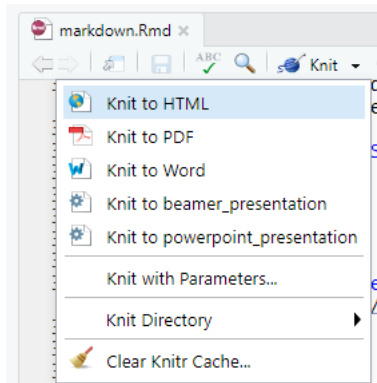 markdown.Rmd
ABC
Knit
Knit to HTML
Knit to PDF
Knit to Word
Knit to beamer_presentation
Knit to powerpoint_presentation
Knit with Parameters...
Knit Directory
Clear Knitr Cache...